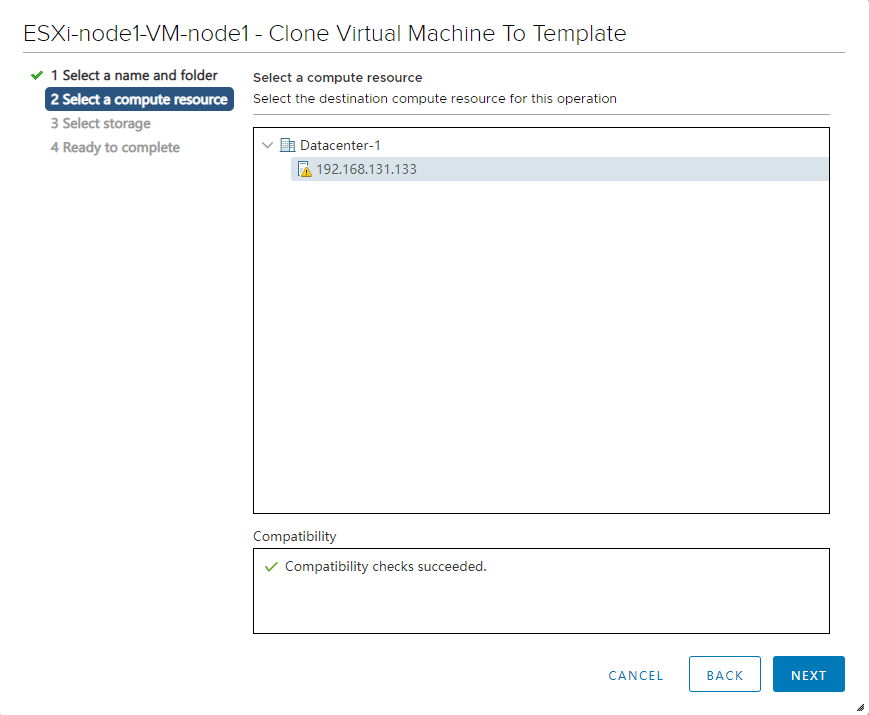 ESXi-node1-VM-node1 - Clone Virtual Machine To Template
1 Select a name and folder
2 Select a compute resource
3 Select storage
4 Ready to complete
Select a compute resource
Select the destination compute resource for this operation
Datacenter-1
192.168.131.133
Compatibility
Compatibility checks succeeded.
CANCEL
BACK
NEXT